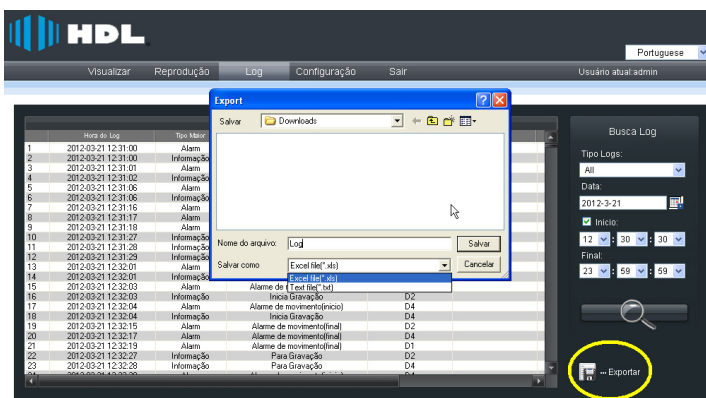 HDL
Portuguese
Visualizar Reprodução Log Configuração Sair Usuário atual:admin
Export
Salvar Downloads
Nome do arquivo: Log Salvar
Salvar como Excel file(*.xls) Cancelar
Excel file(*.xls)
Text file(*.txt)
Hora do Log Tipo Maior
1 2012-03-21 12:31:00 Alarm
2 2012-03-21 12:31:00 Informação
3 2012-03-21 12:31:01 Alarm
4 2012-03-21 12:31:02 Informação
5 2012-03-21 12:31:06 Alarm
6 2012-03-21 12:31:06 Informação
7 2012-03-21 12:31:16 Alarm
8 2012-03-21 12:31:17 Alarm
9 2012-03-21 12:31:18 Alarm
10 2012-03-21 12:31:27 Informação
11 2012-03-21 12:31:28 Informação
12 2012-03-21 12:31:29 Informação
13 2012-03-21 12:32:01 Alarm
14 2012-03-21 12:32:01 Informação
15 2012-03-21 12:32:03 Alarm Alarme de
16 2012-03-21 12:32:03 Informação Inicia Gravação D2
17 2012-03-21 12:32:04 Alarm Alarme de movimento(inicio) D4
18 2012-03-21 12:32:04 Informação Inicia Gravação D4
19 2012-03-21 12:32:15 Alarm Alarme de movimento(final) D2
20 2012-03-21 12:32:17 Alarm Alarme de movimento(final) D4
21 2012-03-21 12:32:19 Alarm Alarme de movimento(final) D1
22 2012-03-21 12:32:27 Informação Para Gravação D2
23 2012-03-21 12:32:28 Informação Para Gravação D4
Busca Log
Tipo Logs:
All
Data:
2012-3-21
Inicio:
12 : 30 : 30
Final:
23 : 59 : 59
... Exportar